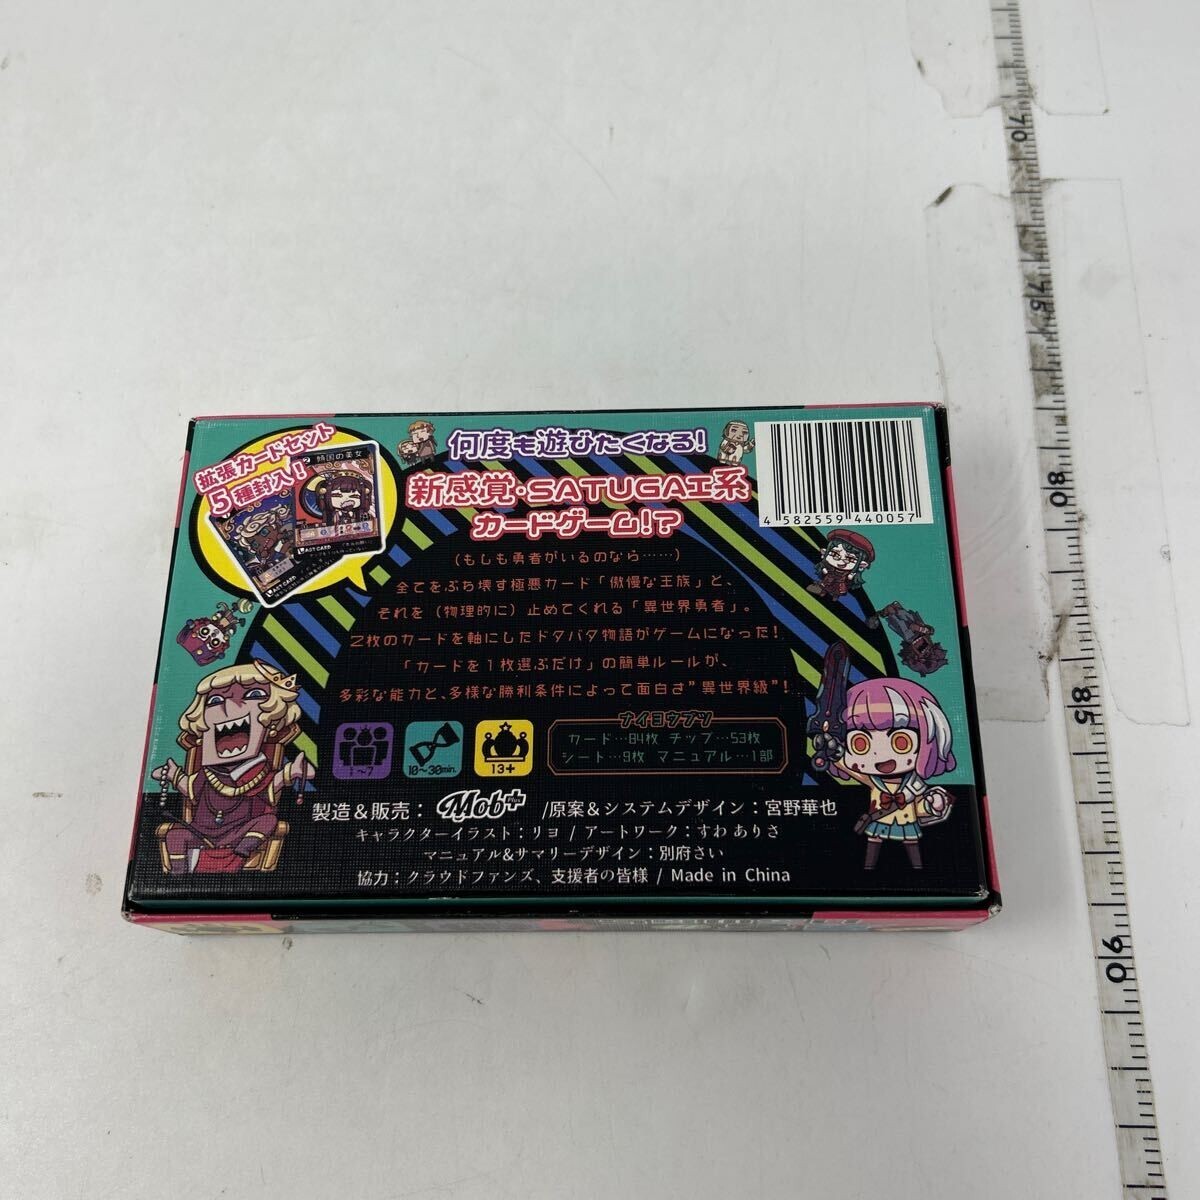 拡張カードセット
5種封入!
傾国の美女
LAST CARD
LAST CARD
何度も遊びたくなる!
新感覚・SATUGAI系
カードゲーム!?
4 582559 440057
(もしも勇者がいるのなら……)
全てをぶち壊す極悪カード「傲慢な王族」と、
それを(物理的に)止めてくれる「異世界勇者」。
2枚のカードを軸にしたドタバタ物語がゲームになった!
「カードを1枚選ぶだけ」の簡単ルールが、
多彩な能力と、多様な勝利条件によって面白さ"異世界級"!
～7
10～30min.
13+
ナイヨウブツ
カード…84枚 チップ…53枚
シート…9枚 マニュアル…1部
製造&販売: Mob+ Plus /原案&システムデザイン:宮野華也
キャラクターイラスト:リヨ / アートワーク:すわ ありさ
マニュアル&サマリーデザイン:別府さい
協力:クラウドファンズ、支援者の皆様 / Made in China
70
75
80
85
90